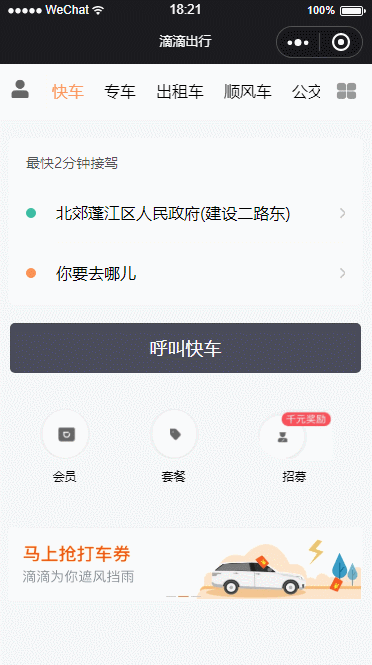 WeChat 18:21 100%
滴滴出行
快车 专车 出租车 顺风车 公交
最快2分钟接驾
北郊蓬江区人民政府(建设二路东)
你要去哪儿
呼叫快车
千元奖励
会员 套餐 招募
马上抢打车券
滴滴为你遮风挡雨